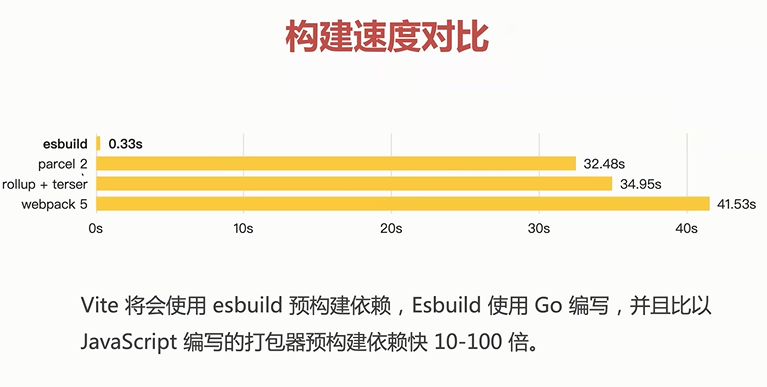 构建速度对比
esbuild 0.33s
parcel 2 32.48s
rollup + terser 34.95s
webpack 5 41.53s
0s 10s 20s 30s 40s
Vite 将会使用 esbuild 预构建依赖，Esbuild 使用 Go 编写，并且比以
JavaScript 编写的打包器预构建依赖快 10-100 倍。